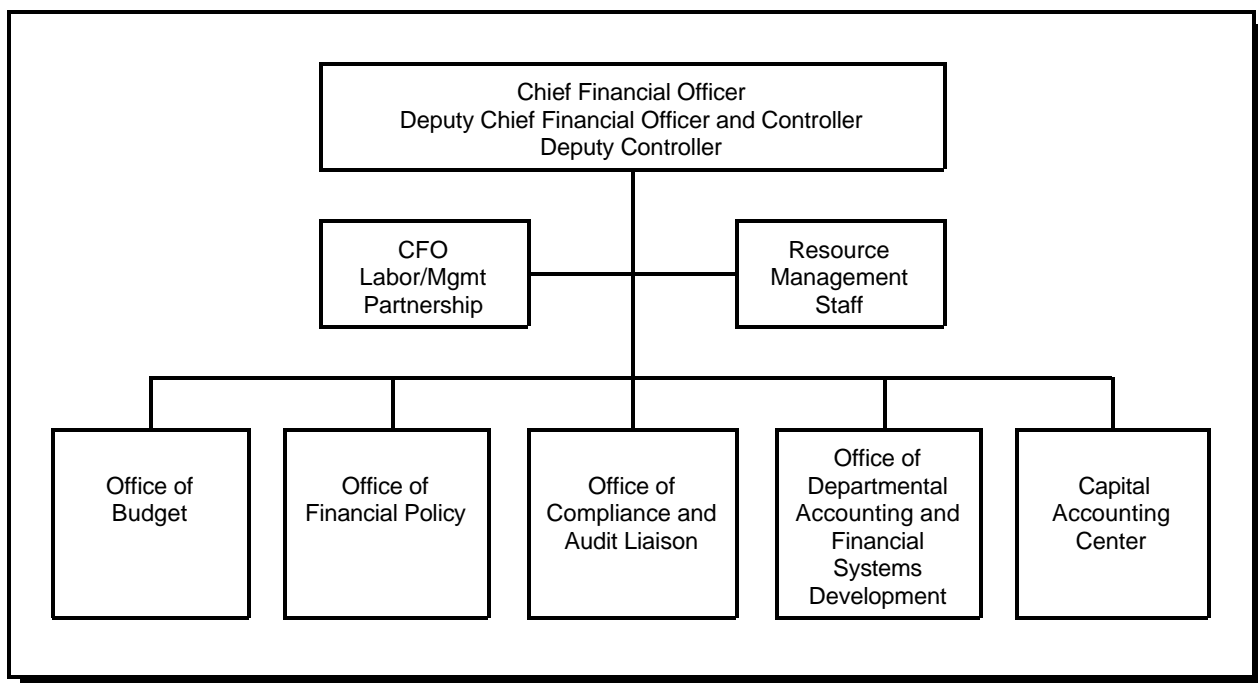 Chief Financial Officer
Deputy Chief Financial Officer and Controller
Deputy Controller
CFO
Labor/Mgmt
Partnership
Resource
Management
Staff
Office of
Budget
Office of
Financial Policy
Office of
Compliance and
Audit Liaison
Office of
Departmental
Accounting and
Financial
Systems
Development
Capital
Accounting
Center